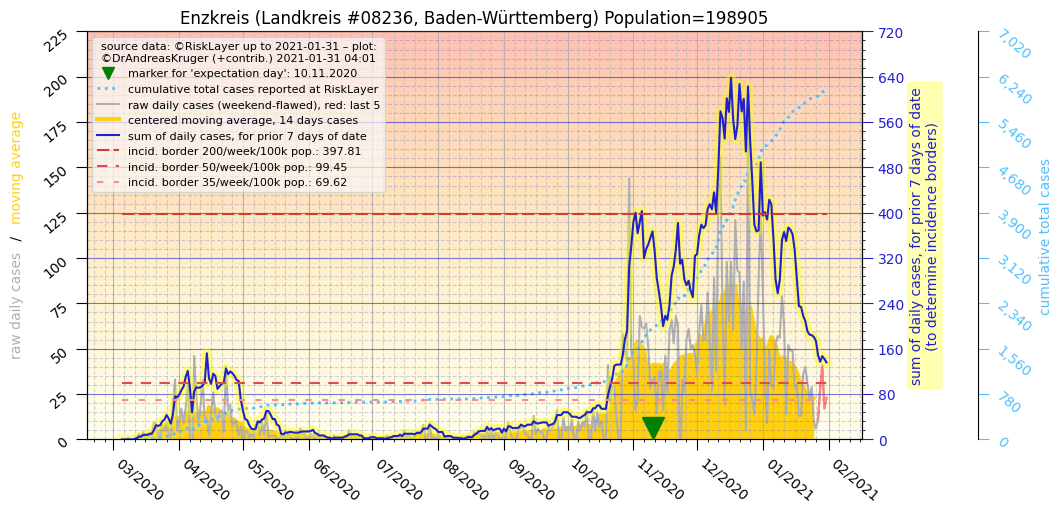 Enzkreis (Landkreis #08236, Baden-Württemberg) Population=198905
source data: ©RiskLayer up to 2021-01-31 – plot:
©DrAndreasKruger (+contrib.) 2021-01-31 04:01
marker for 'expectation day': 10.11.2020
cumulative total cases reported at RiskLayer
raw daily cases (weekend-flawed), red: last 5
centered moving average, 14 days cases
sum of daily cases, for prior 7 days of date
incid. border 200/week/100k pop.: 397.81
incid. border 50/week/100k pop.: 99.45
incid. border 35/week/100k pop.: 69.62
raw daily cases / moving average
225
200
175
150
125
100
75
50
25
0
03/2020
04/2020
05/2020
06/2020
07/2020
08/2020
09/2020
10/2020
11/2020
12/2020
01/2021
02/2021
720
640
560
480
400
320
240
160
80
0
sum of daily cases, for prior 7 days of date
(to determine incidence borders)
7,020
6,240
5,460
4,680
3,900
3,120
2,340
1,560
780
0
cumulative total cases